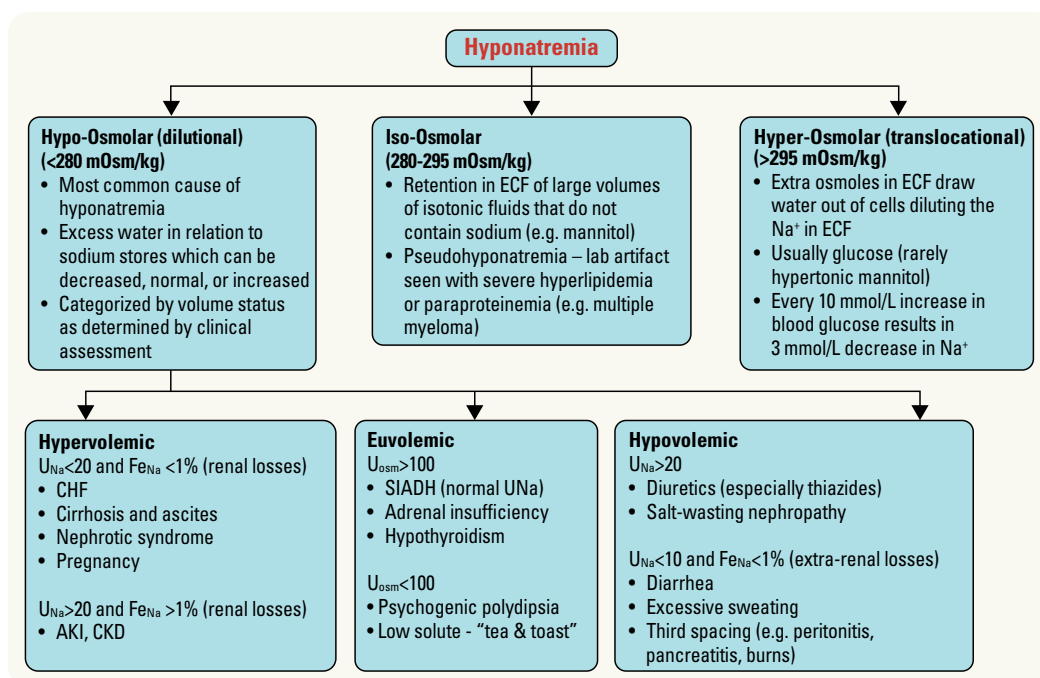 Hyponatremia
Hypo-Osmolar (dilutional)
(<280 mOsm/kg)
• Most common cause of
hyponatremia
• Excess water in relation to
sodium stores which can be
decreased, normal, or increased
• Categorized by volume status
as determined by clinical
assessment
Iso-Osmolar
(280-295 mOsm/kg)
• Retention in ECF of large volumes
of isotonic fluids that do not
contain sodium (e.g. mannitol)
• Pseudohyponatremia – lab artifact
seen with severe hyperlipidemia
or paraproteinemia (e.g. multiple
myeloma)
Hyper-Osmolar (translocational)
(>295 mOsm/kg)
• Extra osmoles in ECF draw
water out of cells diluting the
Na⁺ in ECF
• Usually glucose (rarely
hypertonic mannitol)
• Every 10 mmol/L increase in
blood glucose results in
3 mmol/L decrease in Na⁺
Hypervolemic
UNa<20 and FeNa <1% (renal losses)
• CHF
• Cirrhosis and ascites
• Nephrotic syndrome
• Pregnancy
UNa>20 and FeNa >1% (renal losses)
• AKI, CKD
Euvolemic
Uosm>100
• SIADH (normal UNa)
• Adrenal insufficiency
• Hypothyroidism
Uosm<100
• Psychogenic polydipsia
• Low solute - “tea & toast”
Hypovolemic
UNa>20
• Diuretics (especially thiazides)
• Salt-wasting nephropathy
UNa<10 and FeNa<1% (extra-renal losses)
• Diarrhea
• Excessive sweating
• Third spacing (e.g. peritonitis,
pancreatitis, burns)